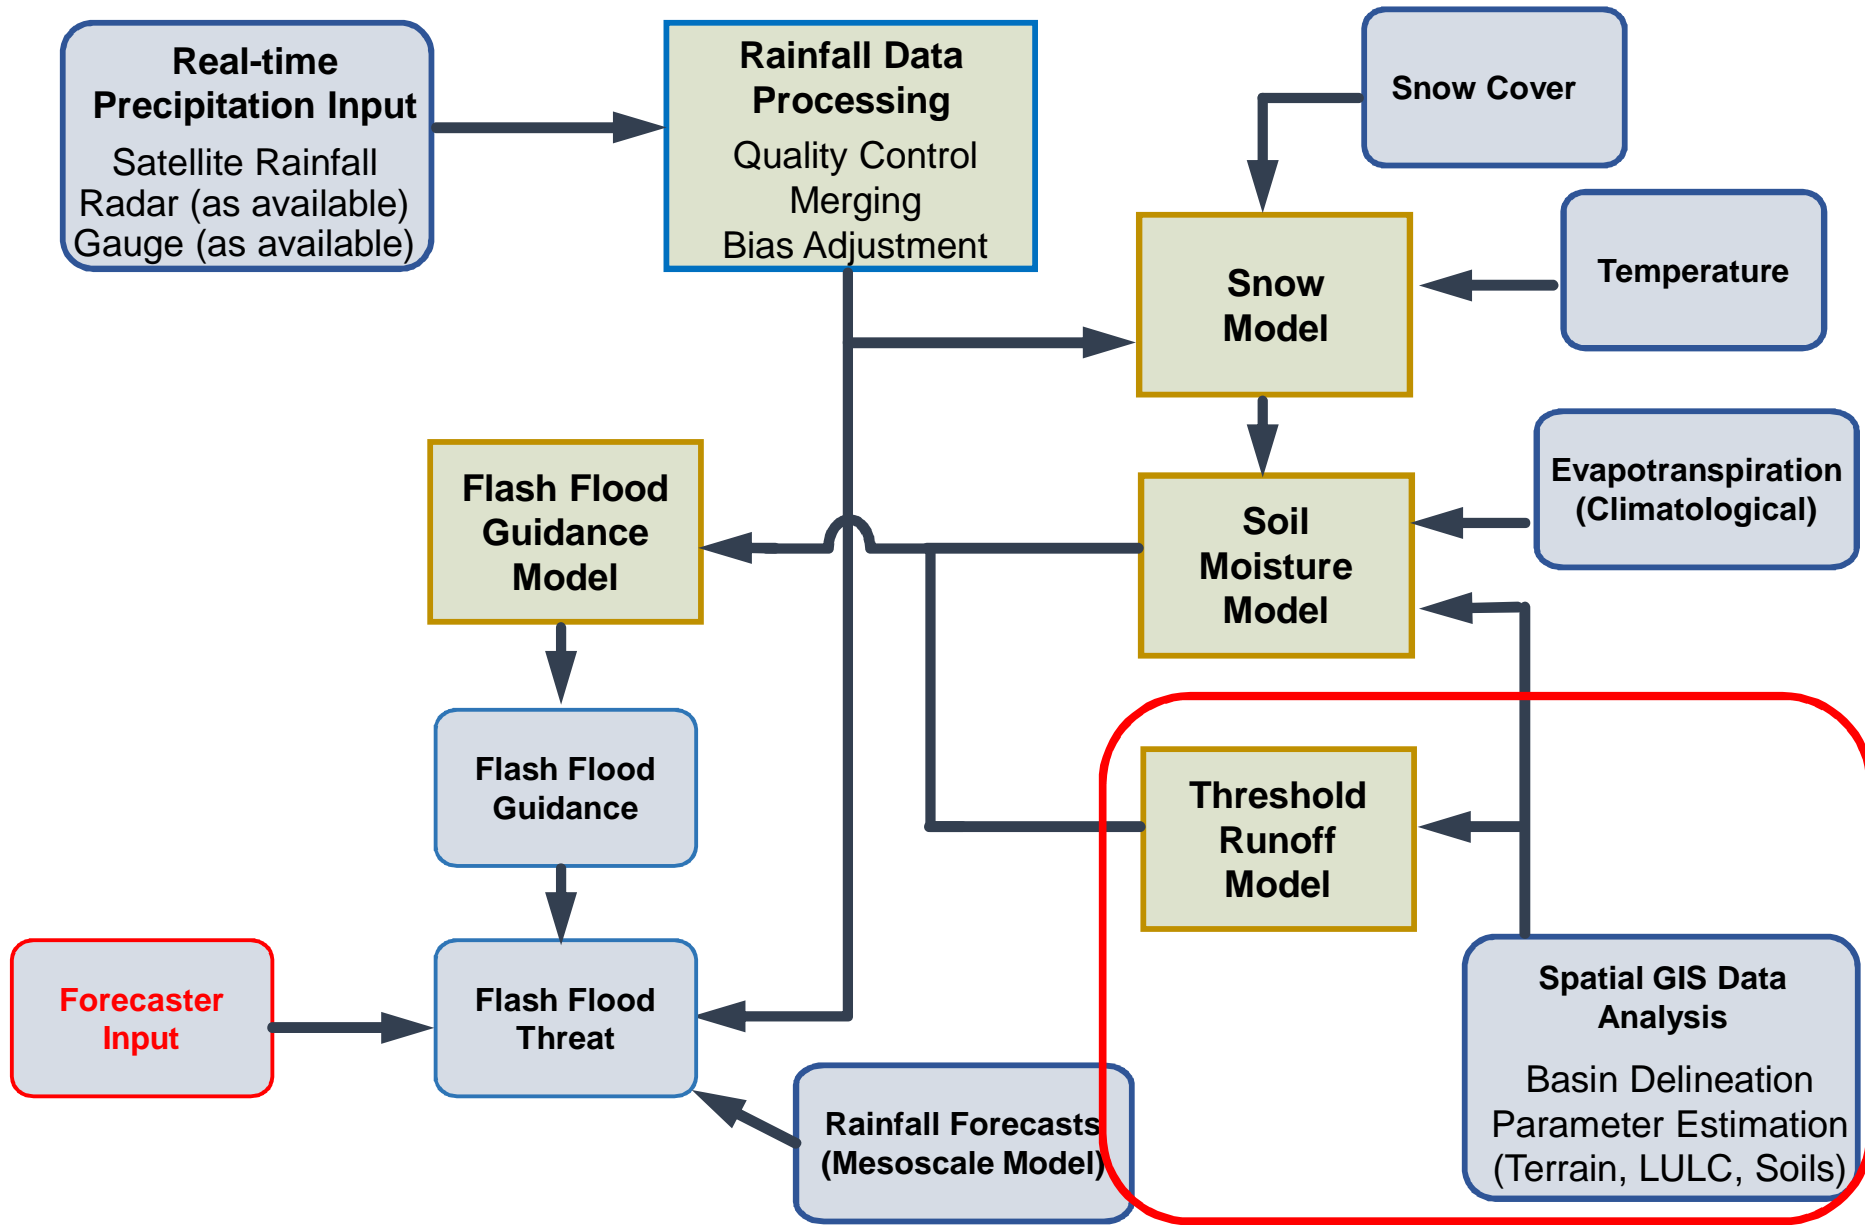 Real-time
Precipitation Input
Satellite Rainfall
Radar (as available)
Gauge (as available)
Rainfall Data
Processing
Quality Control
Merging
Bias Adjustment
Snow Cover
Temperature
Snow
Model
Evapotranspiration
(Climatological)
Flash Flood
Guidance
Model
Soil
Moisture
Model
Flash Flood
Guidance
Threshold
Runoff
Model
Forecaster
Input
Flash Flood
Threat
Spatial GIS Data
Analysis
Basin Delineation
Parameter Estimation
(Terrain, LULC, Soils)
Rainfall Forecasts
(Mesoscale Model)